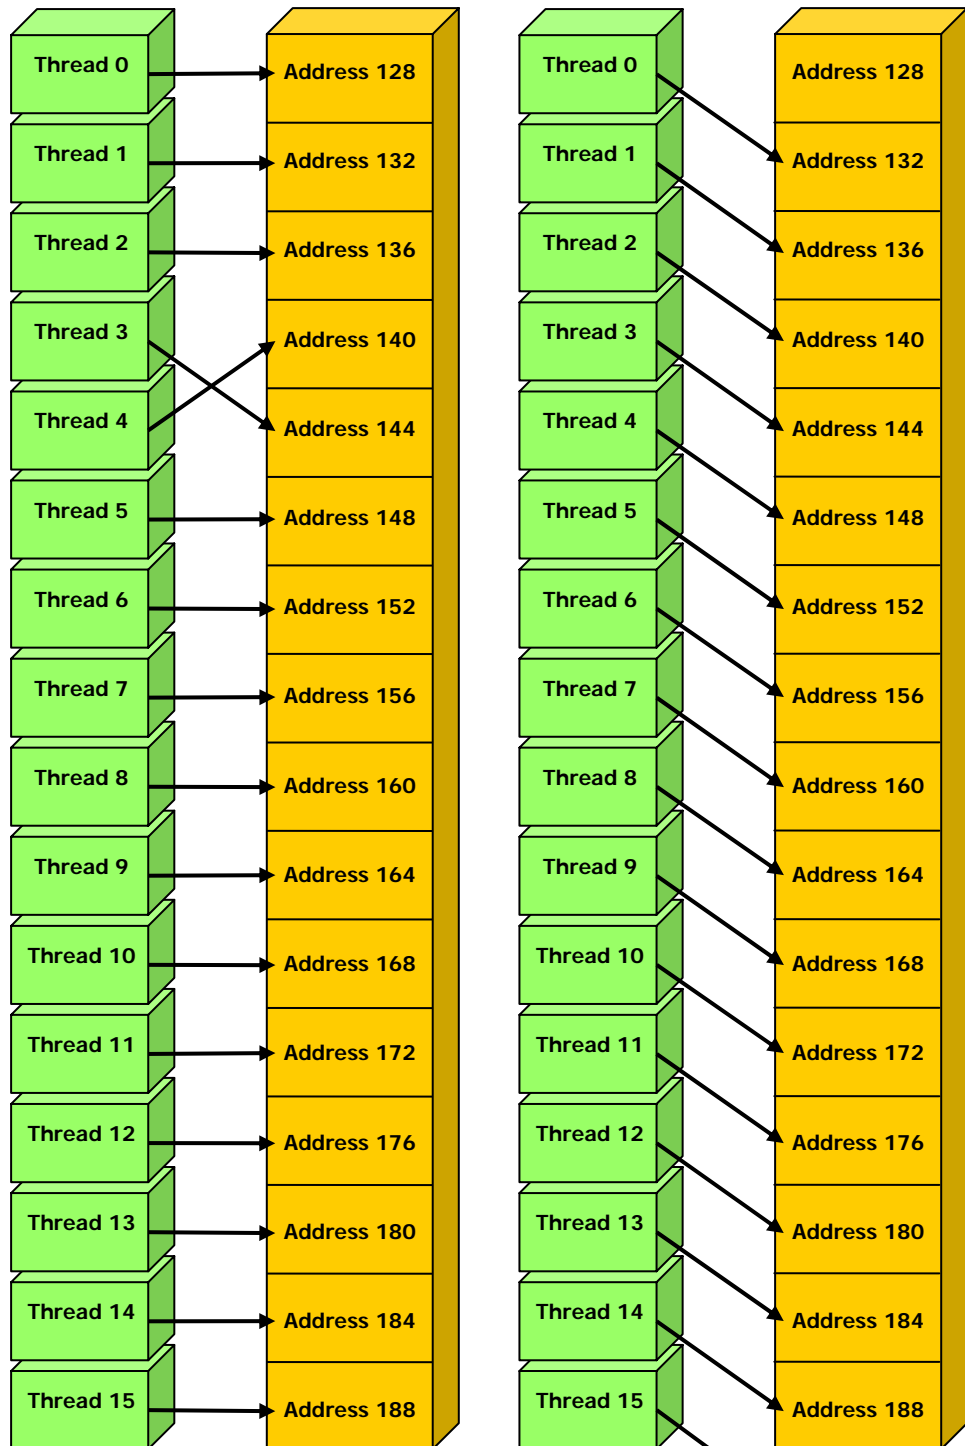 Thread 0
Address 128
Thread 1
Address 132
Thread 2
Address 136
Thread 3
Address 140
Thread 4
Address 144
Thread 5
Address 148
Thread 6
Address 152
Thread 7
Address 156
Thread 8
Address 160
Thread 9
Address 164
Thread 10
Address 168
Thread 11
Address 172
Thread 12
Address 176
Thread 13
Address 180
Thread 14
Address 184
Thread 15
Address 188
Thread 0
Address 128
Thread 1
Address 132
Thread 2
Address 136
Thread 3
Address 140
Thread 4
Address 144
Thread 5
Address 148
Thread 6
Address 152
Thread 7
Address 156
Thread 8
Address 160
Thread 9
Address 164
Thread 10
Address 168
Thread 11
Address 172
Thread 12
Address 176
Thread 13
Address 180
Thread 14
Address 184
Thread 15
Address 188